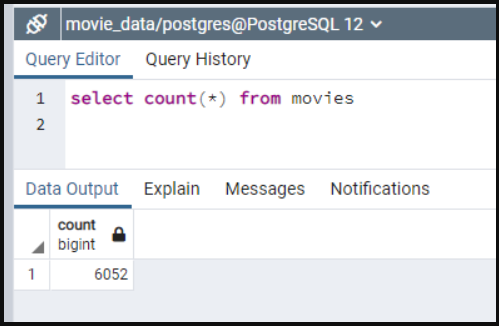 movie_data/postgres@PostgreSQL 12
Query Editor Query History
1 select count(*) from movies
2
Data Output Explain Messages Notifications
count
bigint
1 6052